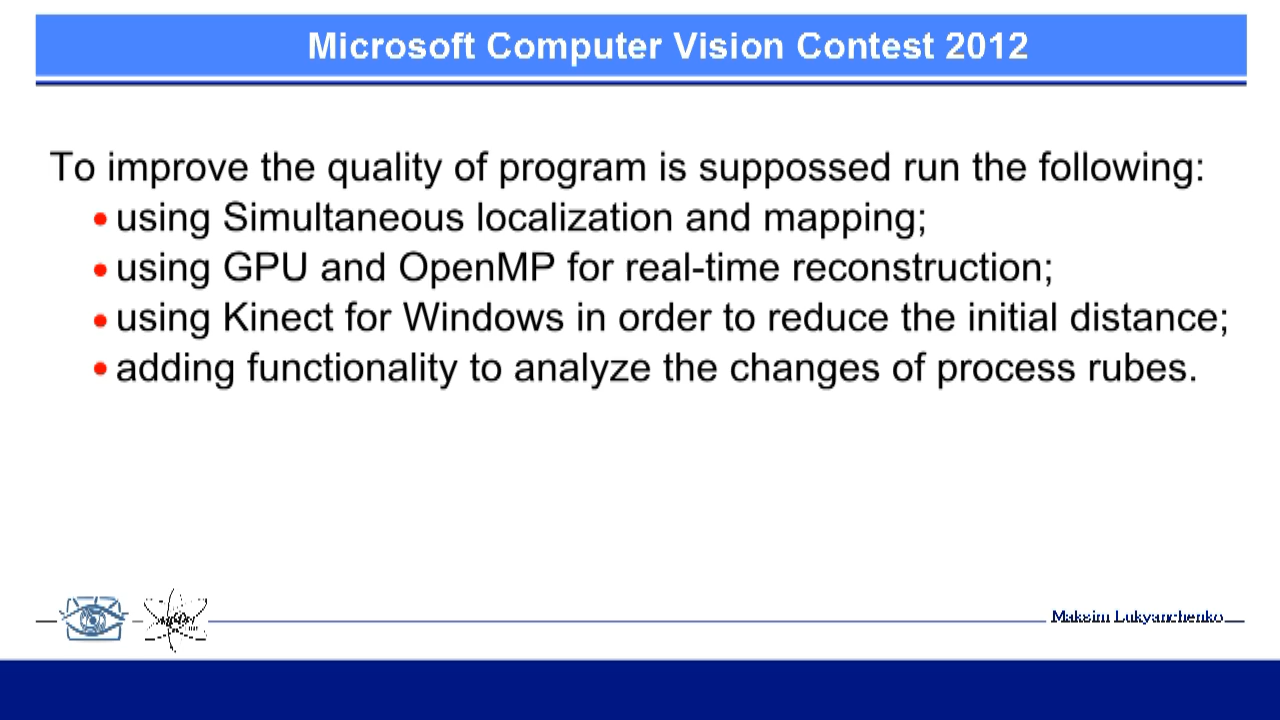 Microsoft Computer Vision Contest 2012
To improve the quality of program is suppossed run the following:
• using Simultaneous localization and mapping;
• using GPU and OpenMP for real-time reconstruction;
• using Kinect for Windows in order to reduce the initial distance;
• adding functionality to analyze the changes of process rubes.
Maksim Lukyanchenko